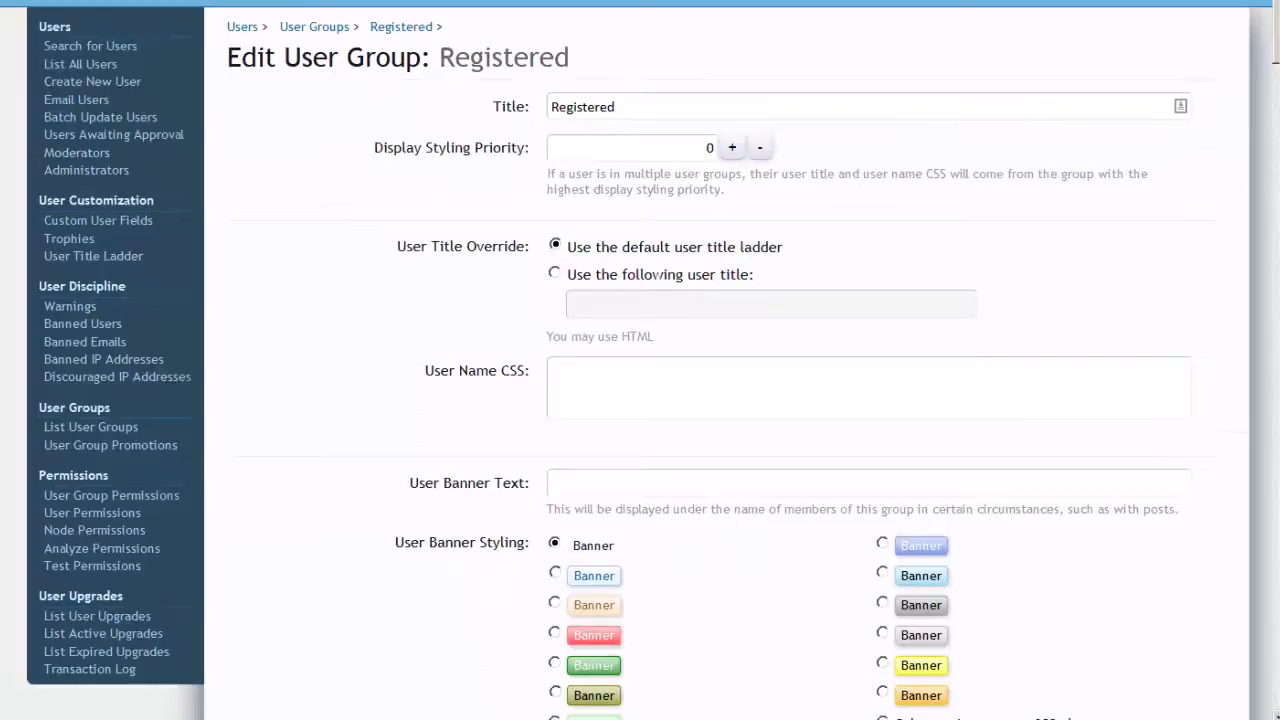 Users
Search for Users
List All Users
Create New User
Email Users
Batch Update Users
Users Awaiting Approval
Moderators
Administrators
User Customization
Custom User Fields
Trophies
User Title Ladder
User Discipline
Warnings
Banned Users
Banned Emails
Banned IP Addresses
Discouraged IP Addresses
User Groups
List User Groups
User Group Promotions
Permissions
User Group Permissions
User Permissions
Node Permissions
Analyze Permissions
Test Permissions
User Upgrades
List User Upgrades
List Active Upgrades
List Expired Upgrades
Transaction Log
Users > User Groups > Registered >
Edit User Group: Registered
Title: Registered
Display Styling Priority: 0 + -
If a user is in multiple user groups, their user title and user name CSS will come from the group with the
highest display styling priority.
User Title Override: Use the default user title ladder
Use the following user title:
You may use HTML
User Name CSS:
User Banner Text:
This will be displayed under the name of members of this group in certain circumstances, such as with posts.
User Banner Styling: Banner Banner
Banner Banner
Banner Banner
Banner Banner
Banner Banner
Banner Banner